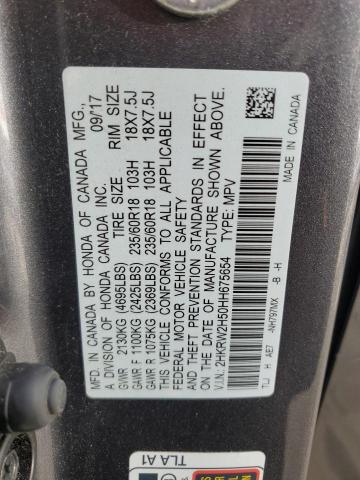 MFD. IN CANADA BY HONDA OF CANADA MFG.,
A DIVISION OF HONDA CANADA INC. 09/17
TIRE SIZE RIM SIZE
GVWR 2130KG (4695LBS)
GAWR F 1100KG (2425LBS) 235/60R18 103H 18X7.5J
GAWR R 1075KG (2369LBS) 235/60R18 103H 18X7.5J
THIS VEHICLE CONFORMS TO ALL APPLICABLE
FEDERAL MOTOR VEHICLE SAFETY
AND THEFT PREVENTION STANDARDS IN EFFECT
ON THE DATE OF MANUFACTURE SHOWN ABOVE.
V.I.N.: 2HKRW2H50HH675654 TYPE: MPV
TLJ H AE7 -NH797MX -B -H
MADE IN CANADA
TLA A1